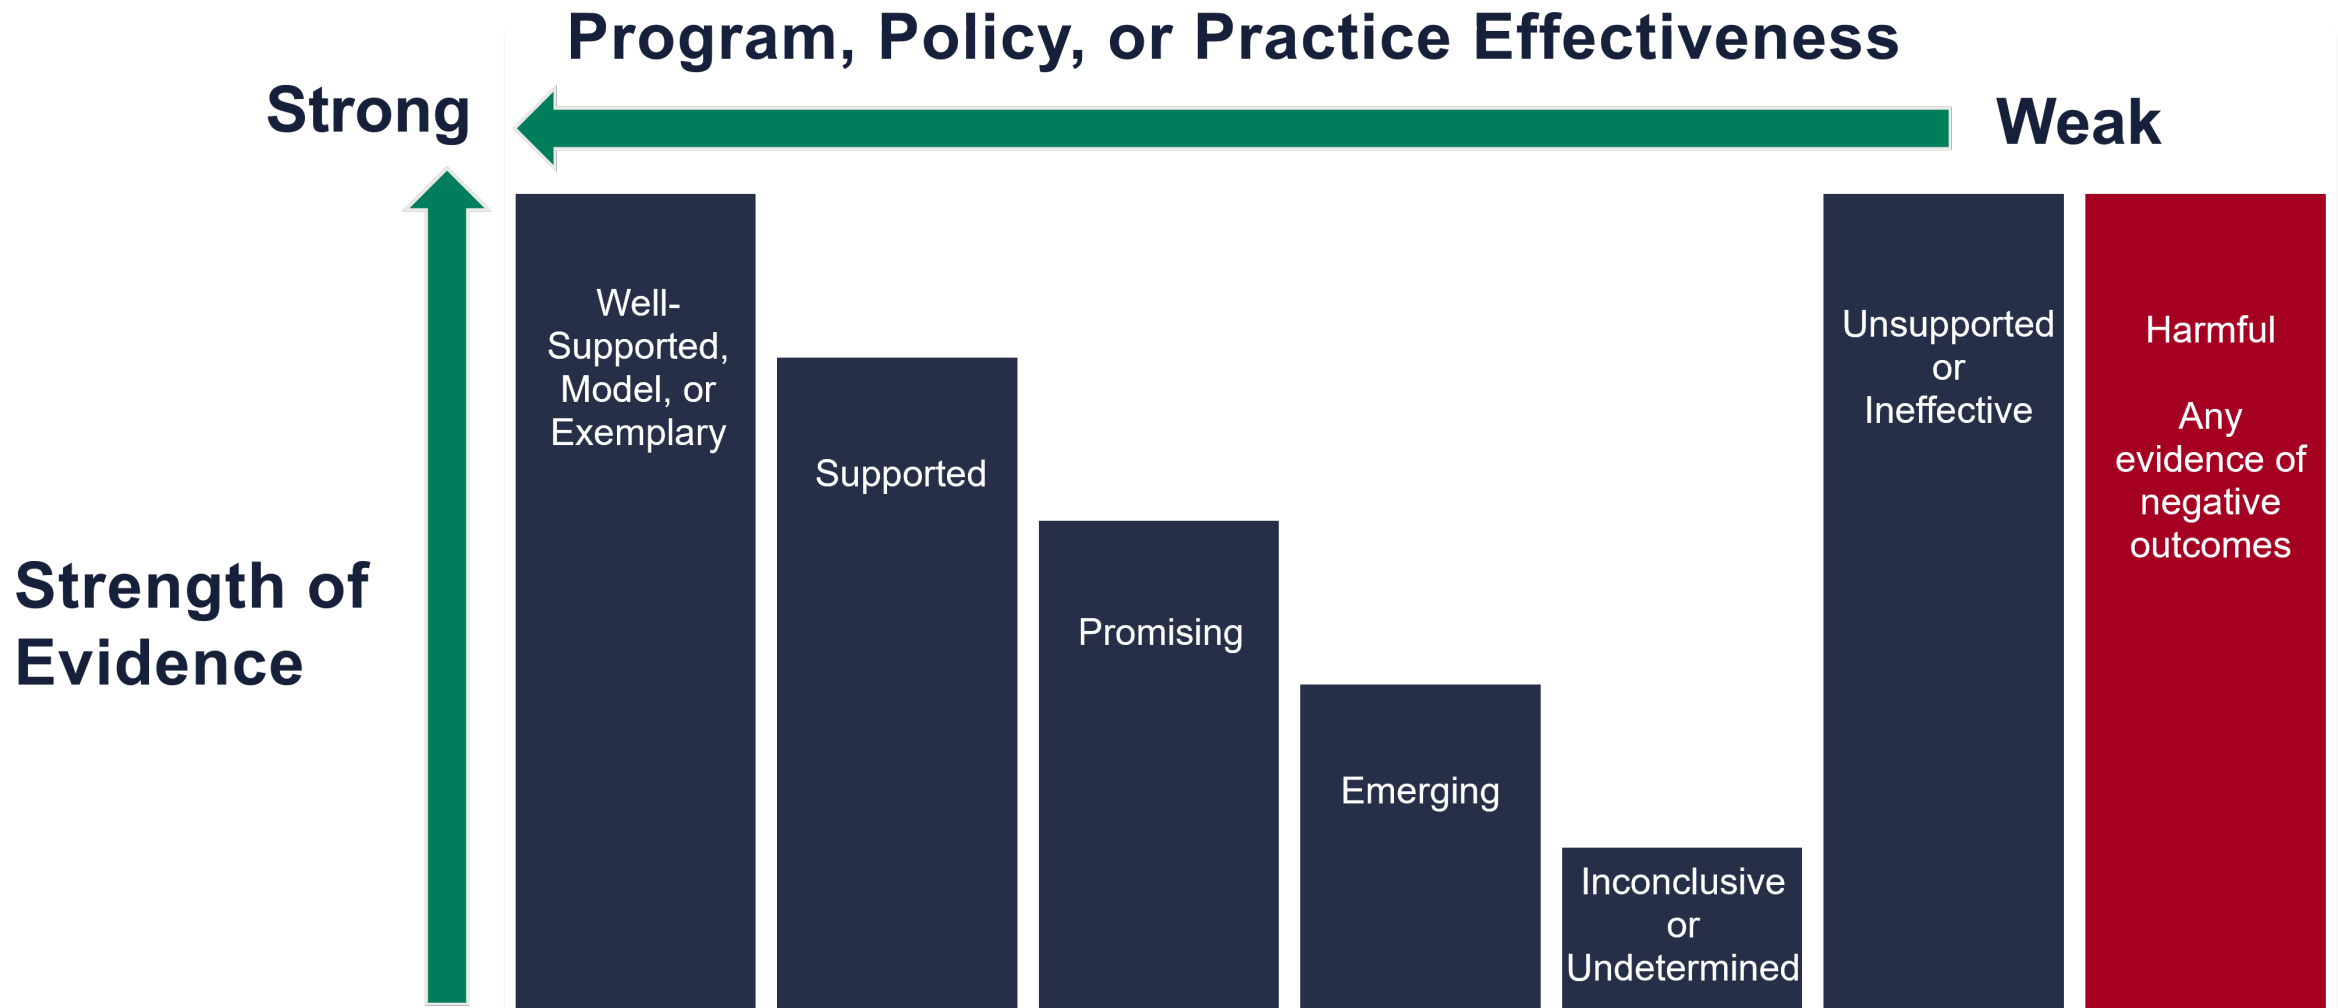 Program, Policy, or Practice Effectiveness
Strong
Weak
Strength of
Evidence
Well-
Supported,
Model, or
Exemplary
Supported
Promising
Emerging
Inconclusive
or
Undetermined
Unsupported
or
Ineffective
Harmful
Any
evidence of
negative
outcomes